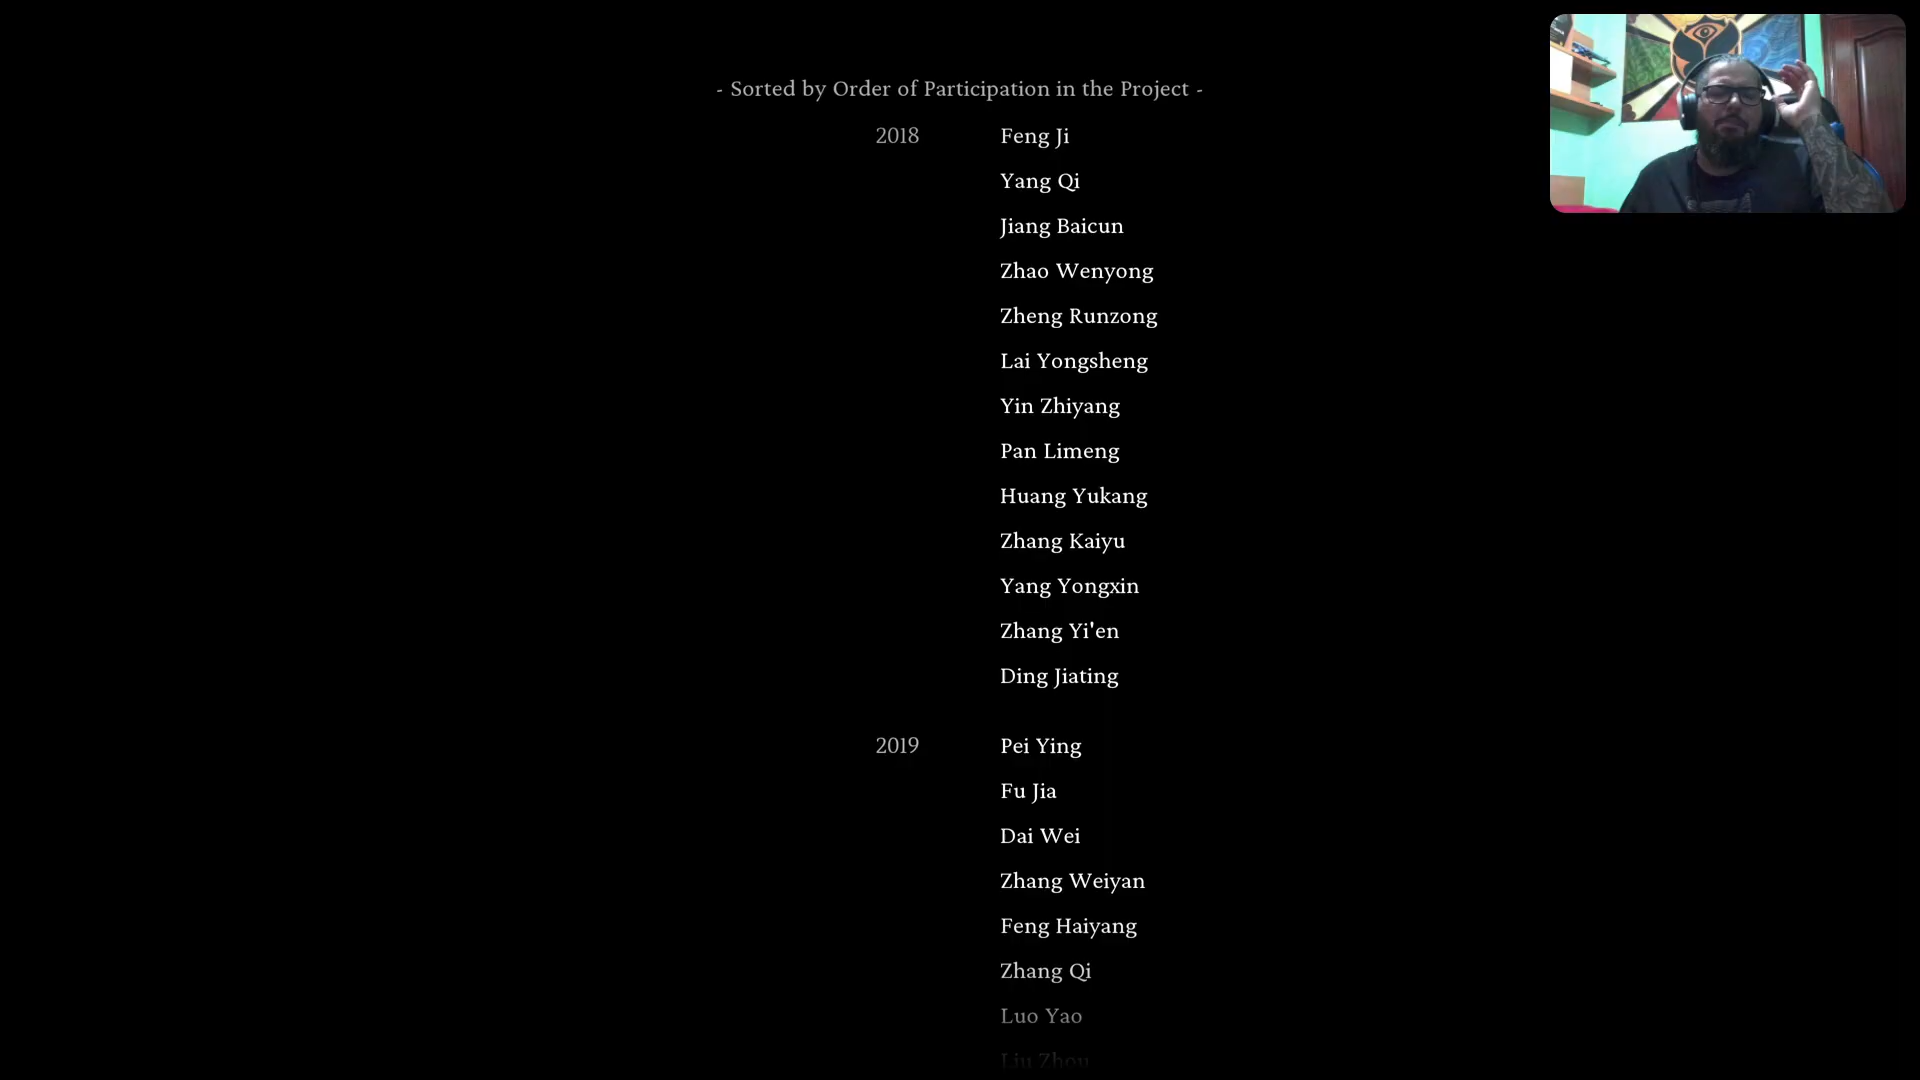 - Sorted by Order of Participation in the Project -
2018 Feng Ji
Yang Qi
Jiang Baicun
Zhao Wenyong
Zheng Runzong
Lai Yongsheng
Yin Zhiyang
Pan Limeng
Huang Yukang
Zhang Kaiyu
Yang Yongxin
Zhang Yi'en
Ding Jiating
2019 Pei Ying
Fu Jia
Dai Wei
Zhang Weiyan
Feng Haiyang
Zhang Qi
Luo Yao
Liu Zhou